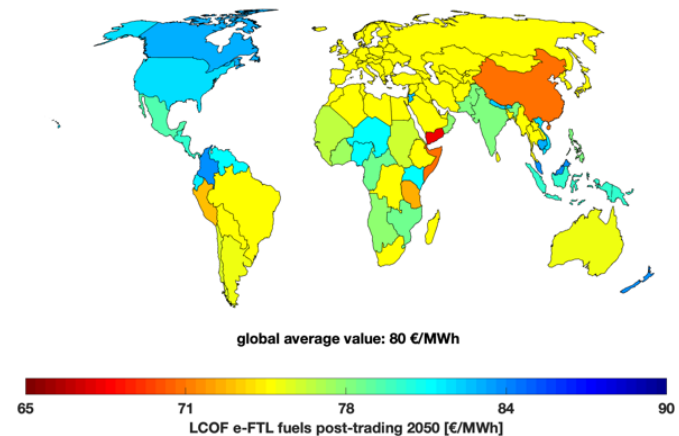 global average value: 80 €/MWh
65 71 78 84 90
LCOF e-FTL fuels post-trading 2050 [€/MWh]